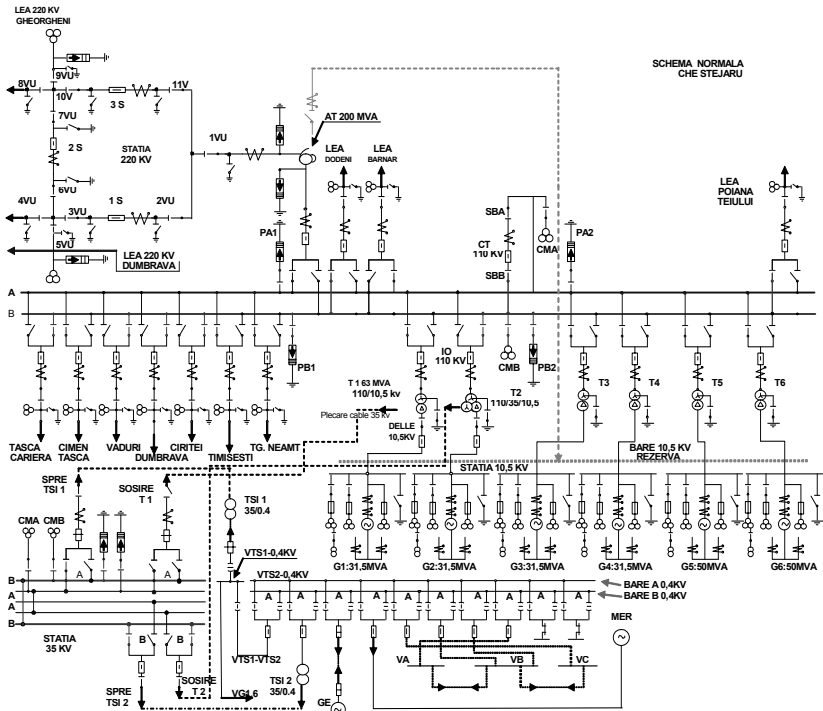 LEA 220 KV
GHEORGHENI
SCHEMA NORMALA
CHE STEJARU
9VU
8VU
10V
11V
3 S
7VU
STATIA
220 KV
2 S
1VU
AT 200 MVA
LEA
DODENI
LEA
BARNAR
6VU
4VU
3VU
1 S
2VU
5VU
LEA 220 KV
DUMBRAVA
PA1
SBA
CT
110 KV
SBB
CMA
PA2
LEA
POIANA
TEIULUI
A
B
PB1
IO
110 KV
CMB
PB2
T 1 63 MVA
110/10,5 kv
T2
110/35/10,5
T3
T4
T5
T6
Plecare cable 35 kv
DELLE
10,5KV
TASCA
CARIERA
CIMEN
TASCA
VADURI
DUMBRAVA
CIRITEI
TIMISESTI
TG. NEAMT
BARE 10,5 KV
REZERVA
STATIA 10,5 KV
SPRE
TSI 1
SOSIRE
T 1
TSI 1
35/0.4
CMA
CMB
VTS1-0,4KV
G1:31,5MVA
G2:31,5MVA
G3:31,5MVA
G4:31,5MVA
G5:50MVA
G6:50MVA
VTS2-0,4KV
BARE A 0,4KV
BARE B 0,4KV
A
A
B
A
A
B
A
A
A
A
A
A
A
A
A
STATIA
35 KV
B
B
MER
VTS1-VTS2
VA
VB
VC
SPRE
TSI 2
SOSIRE
T 2
VG1,6
TSI 2
35/0.4
GE